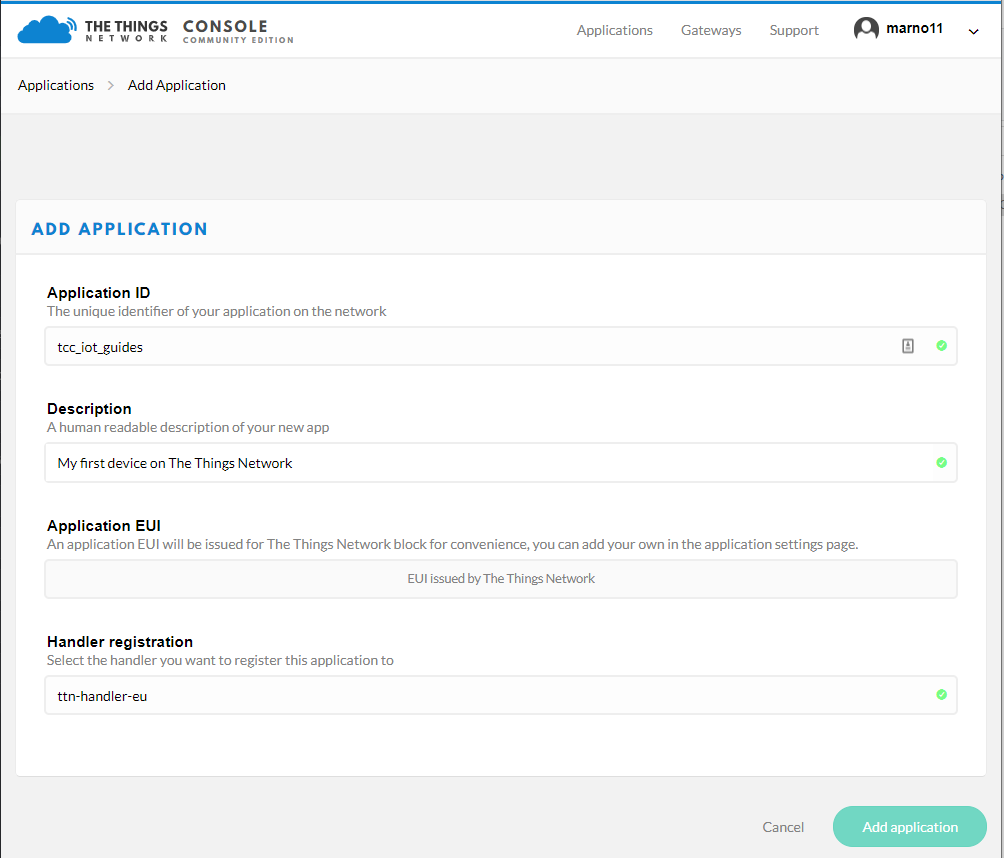 THE THINGS
NETWORK
CONSOLE
COMMUNITY EDITION
Applications Gateways Support marno11
Applications > Add Application
ADD APPLICATION
Application ID
The unique identifier of your application on the network
tcc_iot_guides
Description
A human readable description of your new app
My first device on The Things Network
Application EUI
An application EUI will be issued for The Things Network block for convenience, you can add your own in the application settings page.
EUI issued by The Things Network
Handler registration
Select the handler you want to register this application to
ttn-handler-eu
Cancel Add application